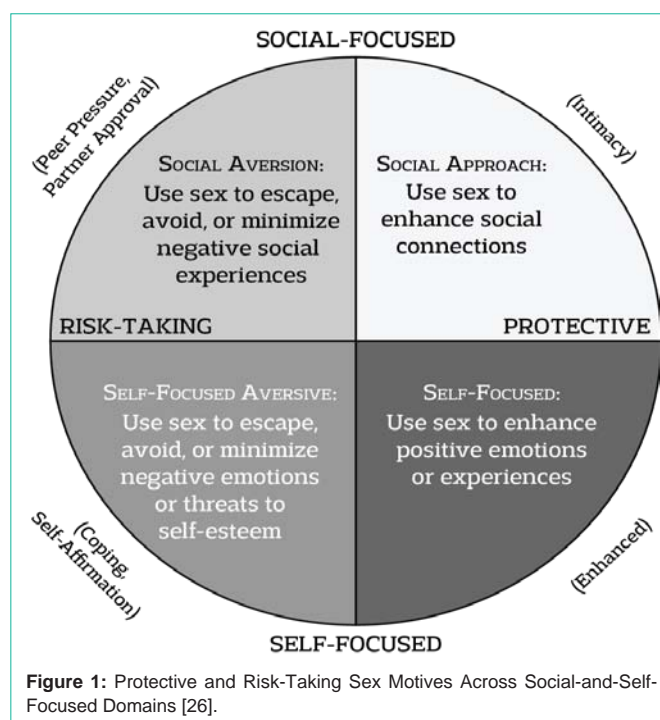 SOCIAL-FOCUSED
(Peer Pressure,
Partner Approval)
(Intimacy)
SOCIAL AVERSION:
Use sex to escape,
avoid, or minimize
negative social
experiences
SOCIAL APPROACH:
Use sex to
enhance social
connections
RISK-TAKING
PROTECTIVE
SELF-FOCUSED AVERSIVE:
Use sex to escape,
avoid, or minimize
negative emotions
or threats to
self-esteem
SELF-FOCUSED:
Use sex to enhance
positive emotions
or experiences
(Coping,
Self-Affirmation)
(Enhanced)
SELF-FOCUSED
Figure 1: Protective and Risk-Taking Sex Motives Across Social-and-Self-
Focused Domains [26].